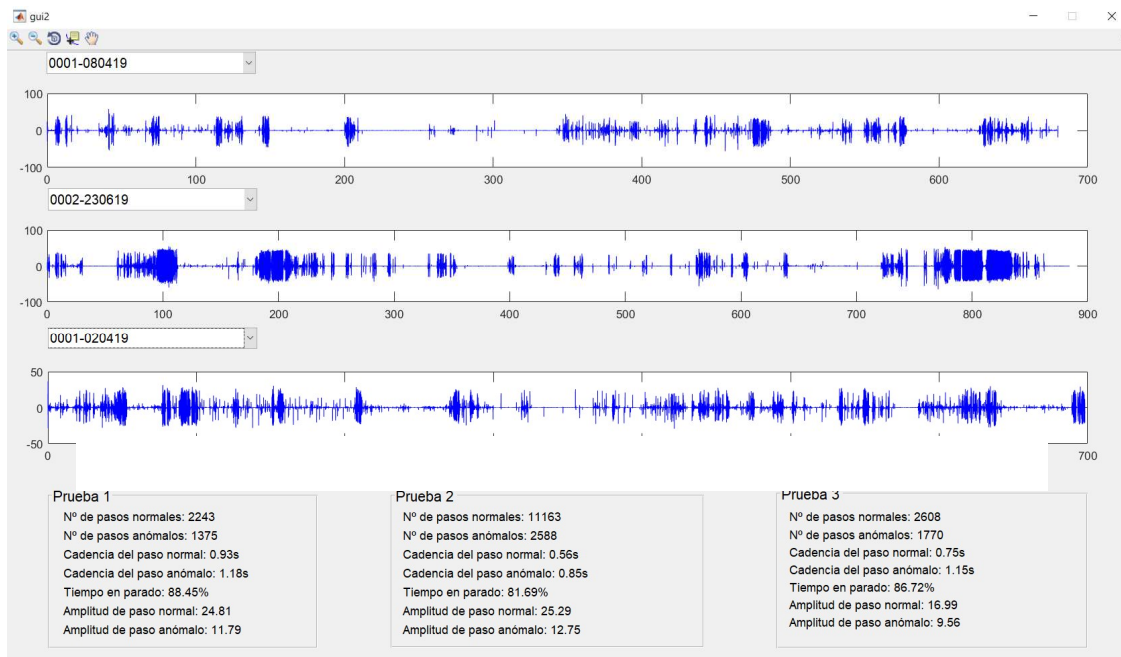 gui2
0001-080419
100
0
-100
0 100 200 300 400 500 600 700
0002-230619
100
0
-100
0 100 200 300 400 500 600 700 800 900
0001-020419
50
0
-50
0 700
Prueba 1
Nº de pasos normales: 2243
Nº de pasos anómalos: 1375
Cadencia del paso normal: 0.93s
Cadencia del paso anómalo: 1.18s
Tiempo en parado: 88.45%
Amplitud de paso normal: 24.81
Amplitud de paso anómalo: 11.79
Prueba 2
Nº de pasos normales: 11163
Nº de pasos anómalos: 2588
Cadencia del paso normal: 0.56s
Cadencia del paso anómalo: 0.85s
Tiempo en parado: 81.69%
Amplitud de paso normal: 25.29
Amplitud de paso anómalo: 12.75
Prueba 3
Nº de pasos normales: 2608
Nº de pasos anómalos: 1770
Cadencia del paso normal: 0.75s
Cadencia del paso anómalo: 1.15s
Tiempo en parado: 86.72%
Amplitud de paso normal: 16.99
Amplitud de paso anómalo: 9.56